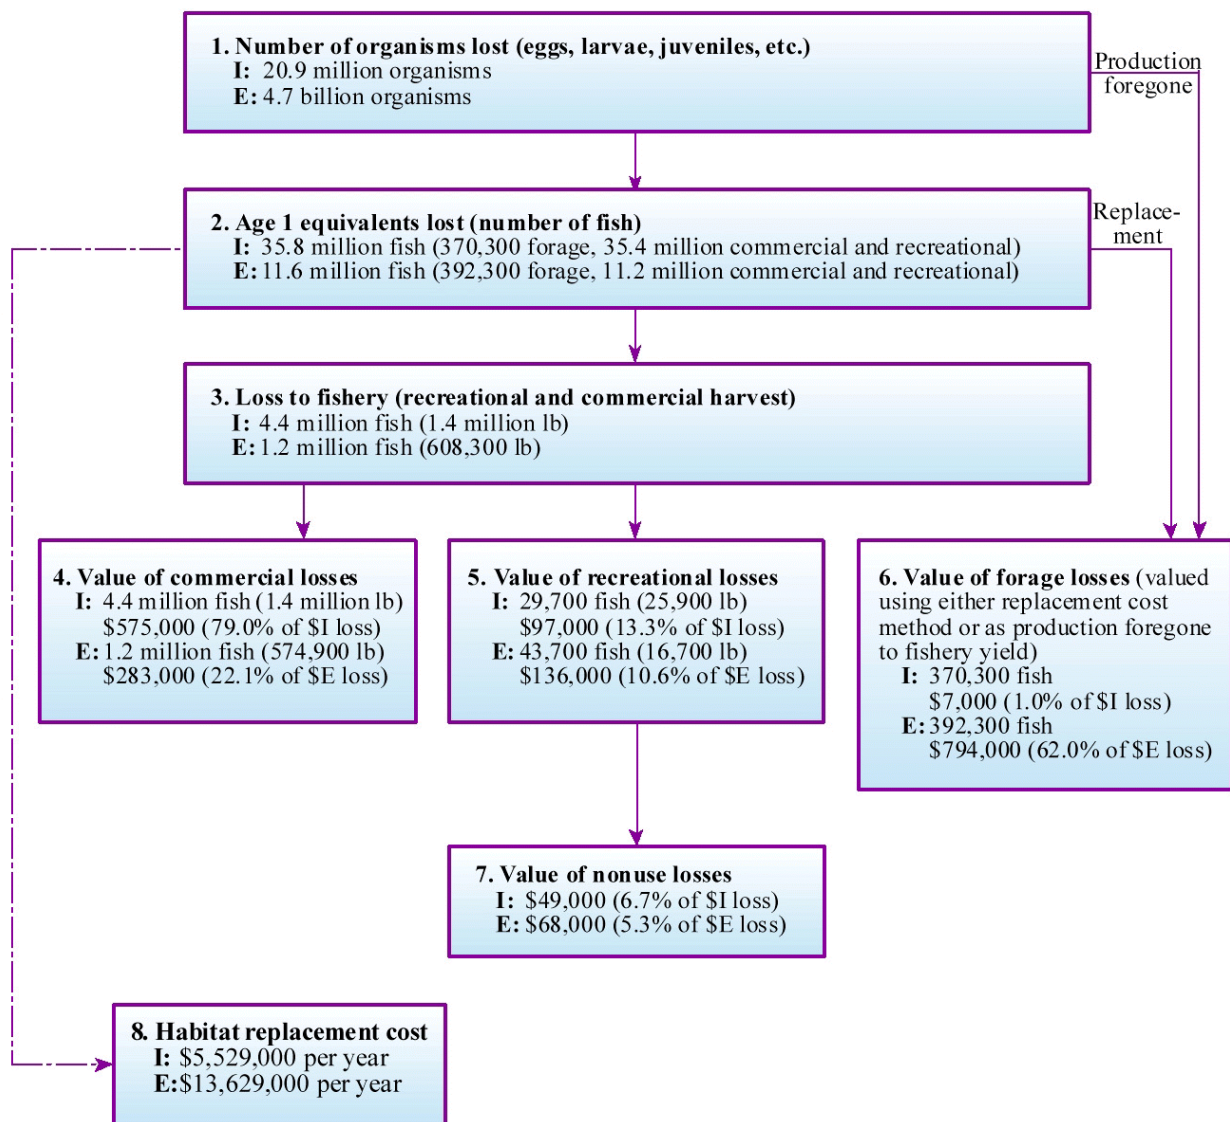 1. Number of organisms lost (eggs, larvae, juveniles, etc.)
I: 20.9 million organisms
E: 4.7 billion organisms
Production
foregone
2. Age 1 equivalents lost (number of fish)
I: 35.8 million fish (370,300 forage, 35.4 million commercial and recreational)
E: 11.6 million fish (392,300 forage, 11.2 million commercial and recreational)
Replace-
ment
3. Loss to fishery (recreational and commercial harvest)
I: 4.4 million fish (1.4 million lb)
E: 1.2 million fish (608,300 lb)
4. Value of commercial losses
I: 4.4 million fish (1.4 million lb)
$575,000 (79.0% of $I loss)
E: 1.2 million fish (574,900 lb)
$283,000 (22.1% of $E loss)
5. Value of recreational losses
I: 29,700 fish (25,900 lb)
$97,000 (13.3% of $I loss)
E: 43,700 fish (16,700 lb)
$136,000 (10.6% of $E loss)
6. Value of forage losses (valued
using either replacement cost
method or as production foregone
to fishery yield)
I: 370,300 fish
$7,000 (1.0% of $I loss)
E: 392,300 fish
$794,000 (62.0% of $E loss)
7. Value of nonuse losses
I: $49,000 (6.7% of $I loss)
E: $68,000 (5.3% of $E loss)
8. Habitat replacement cost
I: $5,529,000 per year
E: $13,629,000 per year